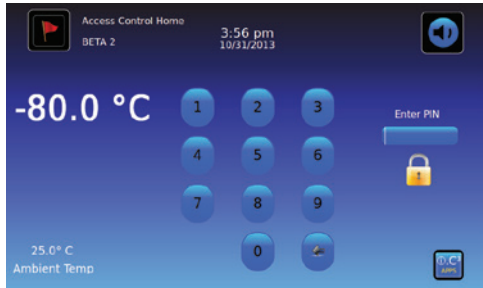 Access Control Home
BETA 2
3:56 pm
10/31/2013
-80.0 °C
1 2 3
Enter PIN
4 5 6
7 8 9
0
25.0° C
Ambient Temp
APPS